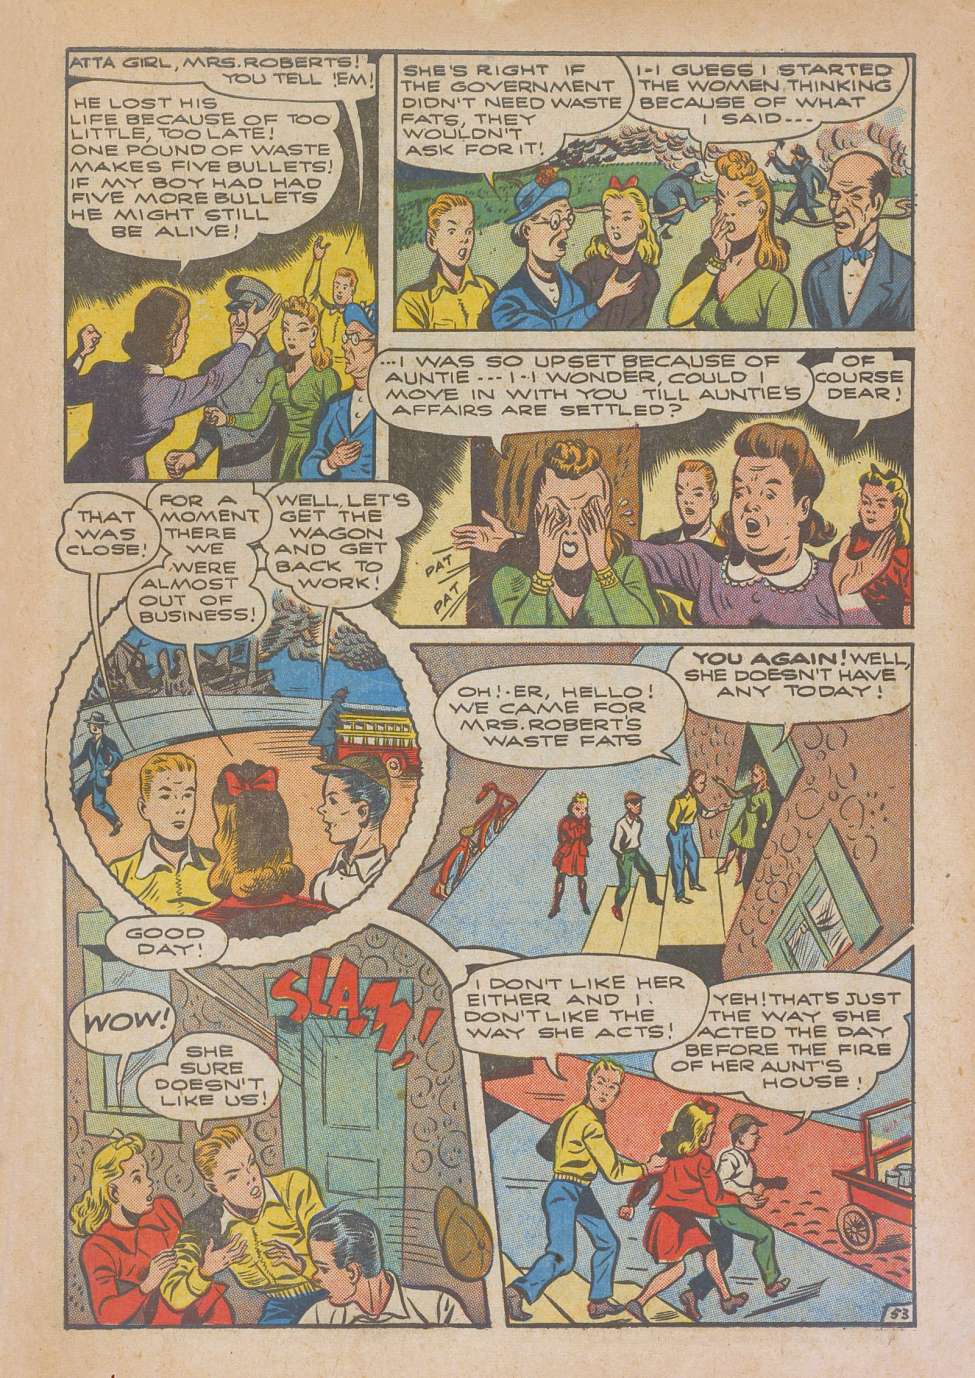 ATTA GIRL, MRS. ROBERTS!
YOU TELL 'EM!
HE LOST HIS
LIFE BECAUSE OF TOO
LITTLE, TOO LATE!
ONE POUND OF WASTE
MAKES FIVE BULLETS!
IF MY BOY HAD HAD
FIVE MORE BULLETS
HE MIGHT STILL
BE ALIVE!
SHE'S RIGHT IF
THE GOVERNMENT
DIDN'T NEED WASTE
FATS, THEY
WOULDN'T
ASK FOR IT!
I-I GUESS I STARTED
THE WOMEN THINKING
BECAUSE OF WHAT
I SAID---
---I WAS SO UPSET BECAUSE OF
AUNTIE --- I-I WONDER, COULD I
MOVE IN WITH YOU TILL AUNTIE'S
AFFAIRS ARE SETTLED?
OF
COURSE
DEAR!
PAT
PAT
THAT
WAS
CLOSE!
FOR A
MOMENT
THERE
WE
WERE
ALMOST
OUT OF
BUSINESS!
WELL, LET'S
GET THE
WAGON
AND GET
BACK TO
WORK!
OH!-ER, HELLO!
WE CAME FOR
MRS. ROBERT'S
WASTE FATS
YOU AGAIN! WELL,
SHE DOESN'T HAVE
ANY TODAY!
GOOD
DAY!
SLAM!
WOW!
SHE
SURE
DOESN'T
LIKE US!
I DON'T LIKE HER
EITHER AND I
DON'T LIKE THE
WAY SHE ACTS!
YEH! THAT'S JUST
THE WAY SHE
ACTED THE DAY
BEFORE THE FIRE
OF HER AUNT'S
HOUSE!
53